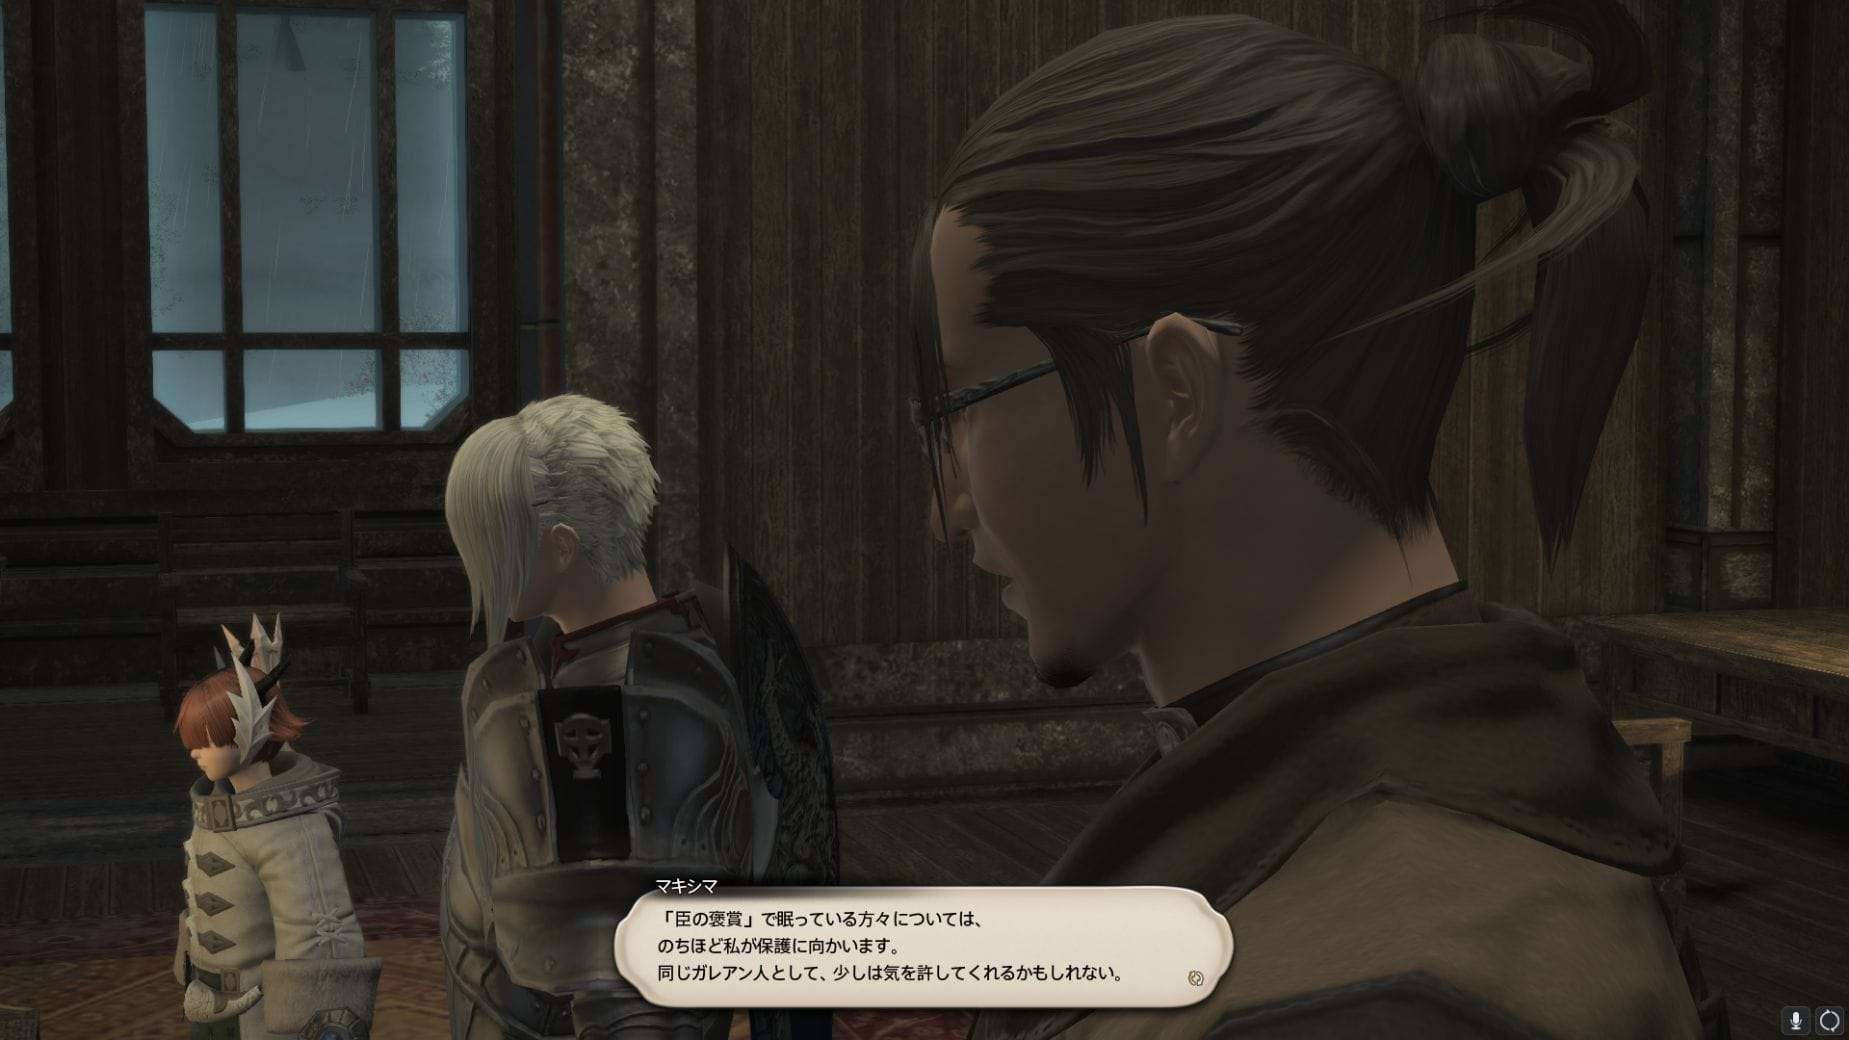 マキシマ
「臣の褒賞」で眠っている方々については、
のちほど私が保護に向かいます。
同じガレアン人として、少しは気を許してくれるかもしれない。